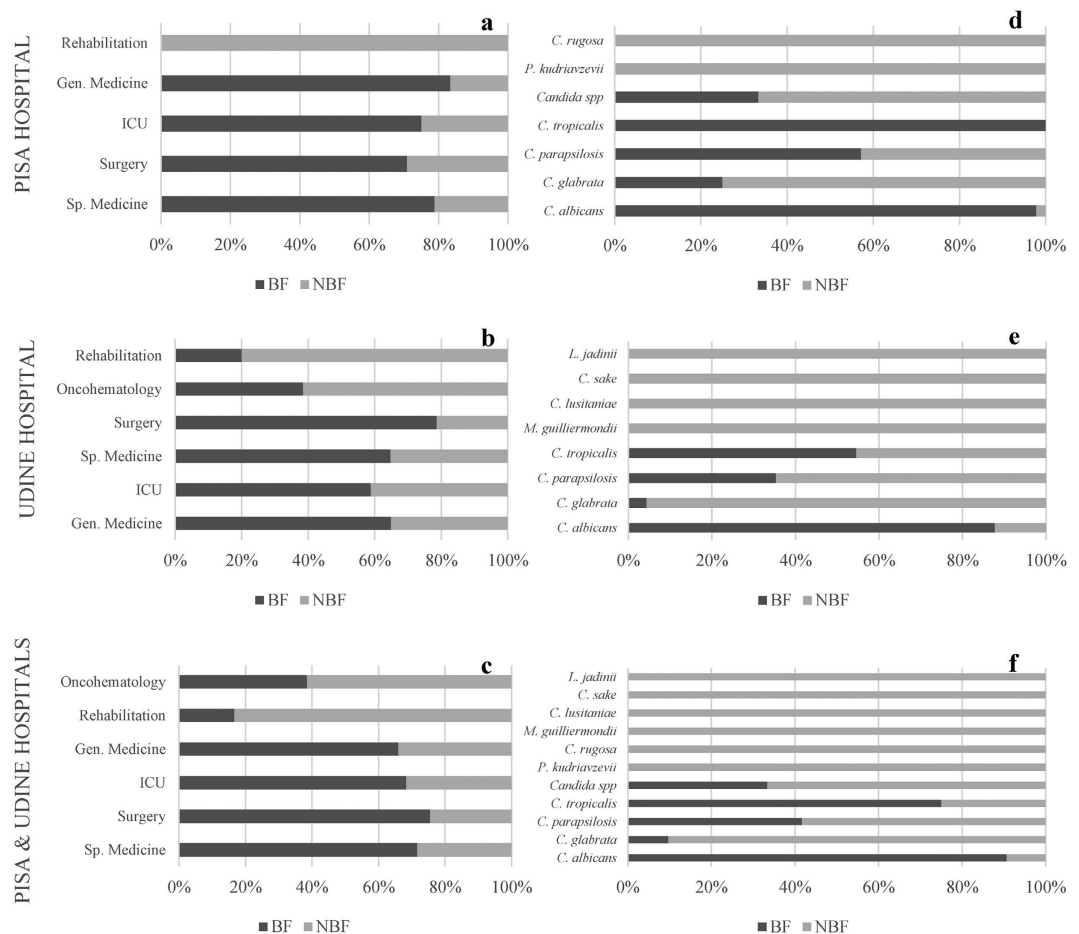 PISA HOSPITAL
a
Rehabilitation
Gen. Medicine
ICU
Surgery
Sp. Medicine
0% 20% 40% 60% 80% 100%
BF NBF
d
C. rugosa
P. kudriavzevii
Candida spp
C. tropicalis
C. parapsilosis
C. glabrata
C. albicans
0% 20% 40% 60% 80% 100%
BF NBF
UDINE HOSPITAL
b
Rehabilitation
Oncohematology
Surgery
Sp. Medicine
ICU
Gen. Medicine
0% 20% 40% 60% 80% 100%
BF NBF
e
L. jadinii
C. sake
C. lusitaniae
M. guilliermondii
C. tropicalis
C. parapsilosis
C. glabrata
C. albicans
0% 20% 40% 60% 80% 100%
BF NBF
PISA & UDINE HOSPITALS
c
Oncohematology
Rehabilitation
Gen. Medicine
ICU
Surgery
Sp. Medicine
0% 20% 40% 60% 80% 100%
BF NBF
f
L. jadinii
C. sake
C. lusitaniae
M. guilliermondii
C. rugosa
P. kudriavzevii
Candida spp
C. tropicalis
C. parapsilosis
C. glabrata
C. albicans
0% 20% 40% 60% 80% 100%
BF NBF